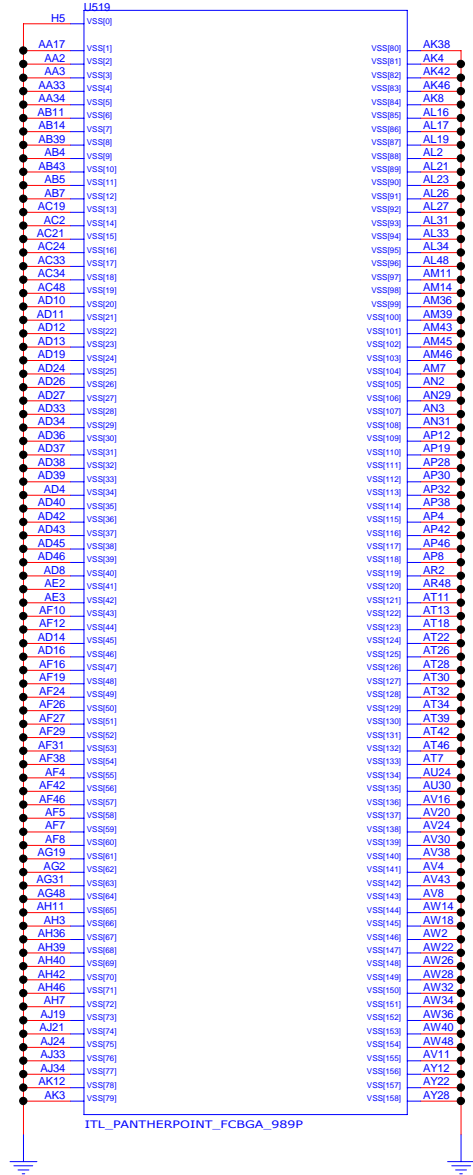 U519
H5 VSS[0]
AA17 VSS[1] VSS[80] AK38
AA2 VSS[2] VSS[81] AK4
AA3 VSS[3] VSS[82] AK42
AA33 VSS[4] VSS[83] AK46
AA34 VSS[5] VSS[84] AK8
AB11 VSS[6] VSS[85] AL16
AB14 VSS[7] VSS[86] AL17
AB39 VSS[8] VSS[87] AL19
AB4 VSS[9] VSS[88] AL2
AB43 VSS[10] VSS[89] AL21
AB5 VSS[11] VSS[90] AL23
AB7 VSS[12] VSS[91] AL26
AC19 VSS[13] VSS[92] AL27
AC2 VSS[14] VSS[93] AL31
AC21 VSS[15] VSS[94] AL33
AC24 VSS[16] VSS[95] AL34
AC33 VSS[17] VSS[96] AL48
AC34 VSS[18] VSS[97] AM11
AC48 VSS[19] VSS[98] AM14
AD10 VSS[20] VSS[99] AM36
AD11 VSS[21] VSS[100] AM39
AD12 VSS[22] VSS[101] AM43
AD13 VSS[23] VSS[102] AM45
AD19 VSS[24] VSS[103] AM46
AD24 VSS[25] VSS[104] AM7
AD26 VSS[26] VSS[105] AN2
AD27 VSS[27] VSS[106] AN29
AD33 VSS[28] VSS[107] AN3
AD34 VSS[29] VSS[108] AN31
AD36 VSS[30] VSS[109] AP12
AD37 VSS[31] VSS[110] AP19
AD38 VSS[32] VSS[111] AP28
AD39 VSS[33] VSS[112] AP30
AD4 VSS[34] VSS[113] AP32
AD40 VSS[35] VSS[114] AP38
AD42 VSS[36] VSS[115] AP4
AD43 VSS[37] VSS[116] AP42
AD45 VSS[38] VSS[117] AP46
AD46 VSS[39] VSS[118] AP8
AD8 VSS[40] VSS[119] AR2
AE2 VSS[41] VSS[120] AR48
AE3 VSS[42] VSS[121] AT11
AF10 VSS[43] VSS[122] AT13
AF12 VSS[44] VSS[123] AT18
AD14 VSS[45] VSS[124] AT22
AD16 VSS[46] VSS[125] AT26
AF16 VSS[47] VSS[126] AT28
AF19 VSS[48] VSS[127] AT30
AF24 VSS[49] VSS[128] AT32
AF26 VSS[50] VSS[129] AT34
AF27 VSS[51] VSS[130] AT39
AF29 VSS[52] VSS[131] AT42
AF31 VSS[53] VSS[132] AT46
AF38 VSS[54] VSS[133] AT7
AF4 VSS[55] VSS[134] AU24
AF42 VSS[56] VSS[135] AU30
AF46 VSS[57] VSS[136] AV16
AF5 VSS[58] VSS[137] AV20
AF7 VSS[59] VSS[138] AV24
AF8 VSS[60] VSS[139] AV30
AG19 VSS[61] VSS[140] AV38
AG2 VSS[62] VSS[141] AV4
AG31 VSS[63] VSS[142] AV43
AG48 VSS[64] VSS[143] AV8
AH11 VSS[65] VSS[144] AW14
AH3 VSS[66] VSS[145] AW18
AH36 VSS[67] VSS[146] AW2
AH39 VSS[68] VSS[147] AW22
AH40 VSS[69] VSS[148] AW26
AH42 VSS[70] VSS[149] AW28
AH46 VSS[71] VSS[150] AW32
AH7 VSS[72] VSS[151] AW34
AJ19 VSS[73] VSS[152] AW36
AJ21 VSS[74] VSS[153] AW40
AJ24 VSS[75] VSS[154] AW48
AJ33 VSS[76] VSS[155] AV11
AJ34 VSS[77] VSS[156] AY12
AK12 VSS[78] VSS[157] AY22
AK3 VSS[79] VSS[158] AY28
ITL_PANTHERPOINT_FCBGA_989P